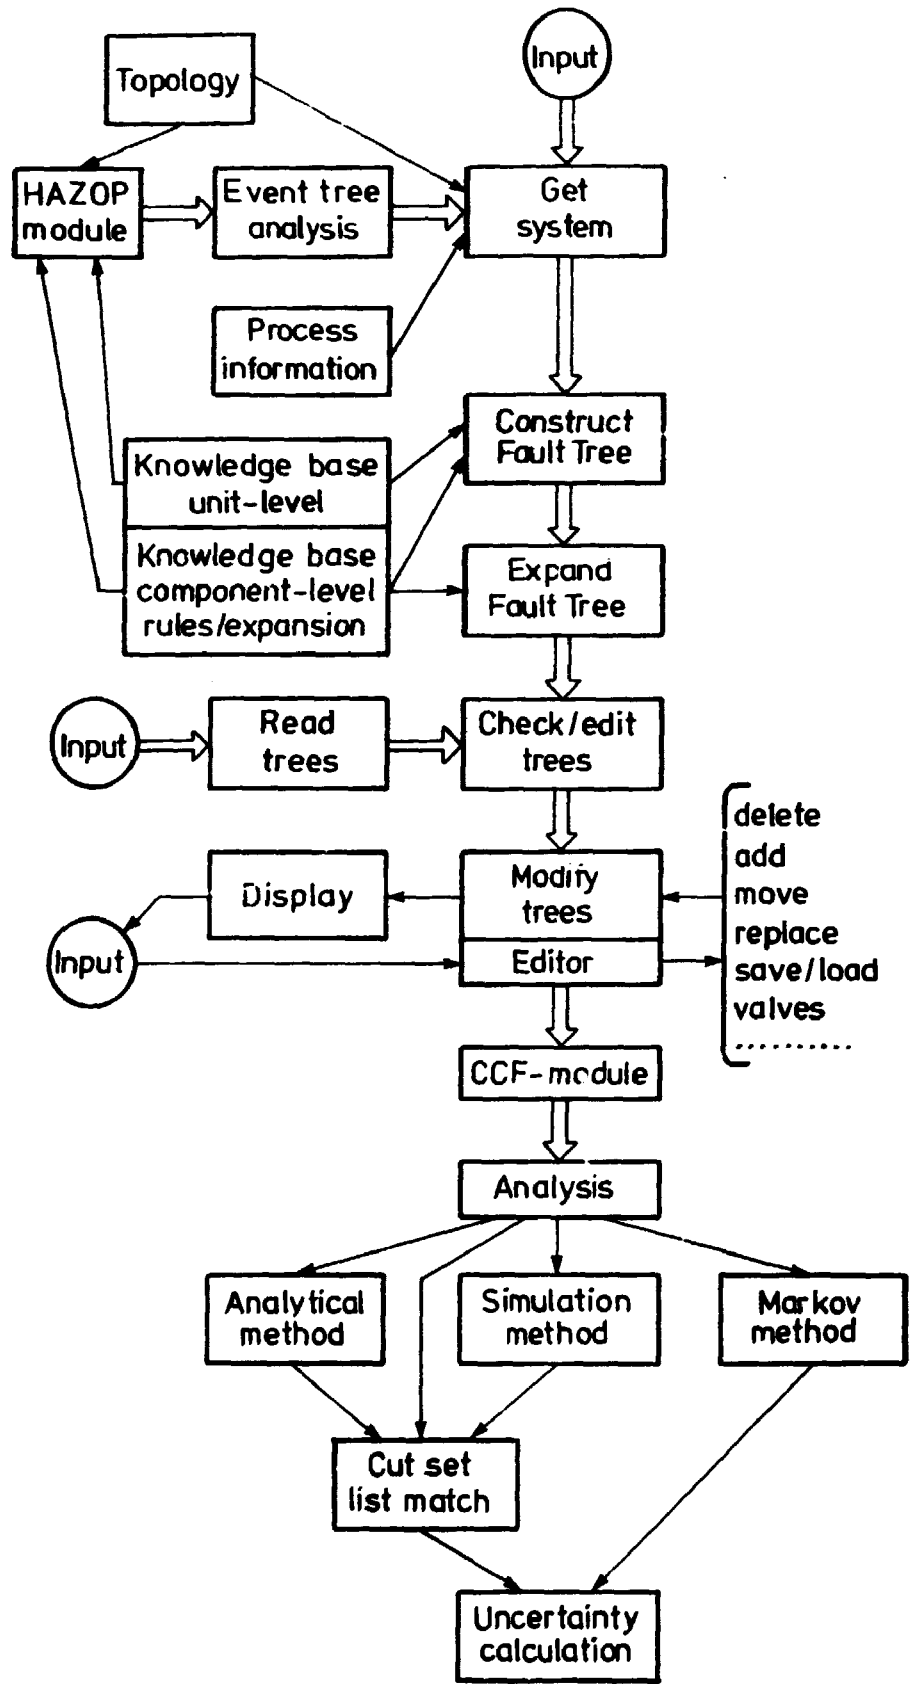 Input
Topology
HAZOP
module
Event tree
analysis
Get
system
Process
information
Construct
Fault Tree
Knowledge base
unit-level
Knowledge base
component-level
rules/expansion
Expand
Fault Tree
Input
Read
trees
Check/edit
trees
delete
add
move
replace
save/load
valves
..............
Display
Modify
trees
Input
Editor
CCF-module
Analysis
Analytical
method
Simulation
method
Markov
method
Cut set
list match
Uncertainty
calculation